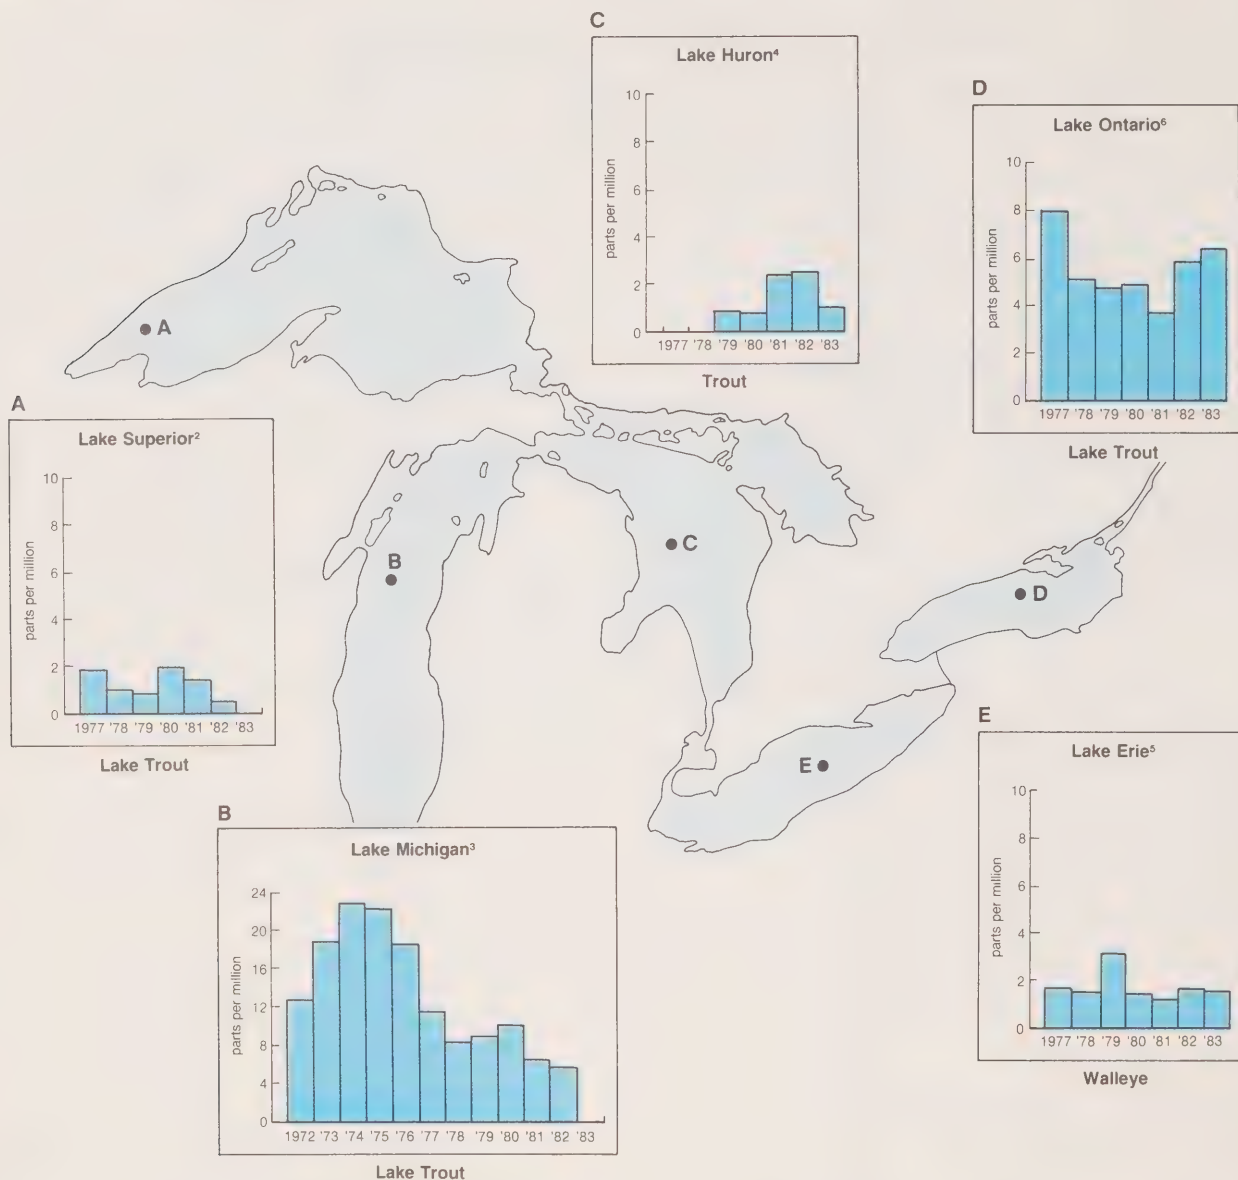 C
Lake Huron⁴
parts per million
10
8
6
4
2
0
1977 '78 '79 '80 '81 '82 '83
Trout
D
Lake Ontario⁶
parts per million
10
8
6
4
2
0
1977 '78 '79 '80 '81 '82 '83
Lake Trout
A
B
C
D
E
A
Lake Superior²
parts per million
10
8
6
4
2
0
1977 '78 '79 '80 '81 '82 '83
Lake Trout
B
Lake Michigan³
parts per million
24
20
16
12
8
4
0
1972 '73 '74 '75 '76 '77 '78 '79 '80 '81 '82 '83
Lake Trout
E
Lake Erie⁵
parts per million
10
8
6
4
2
0
1977 '78 '79 '80 '81 '82 '83
Walleye